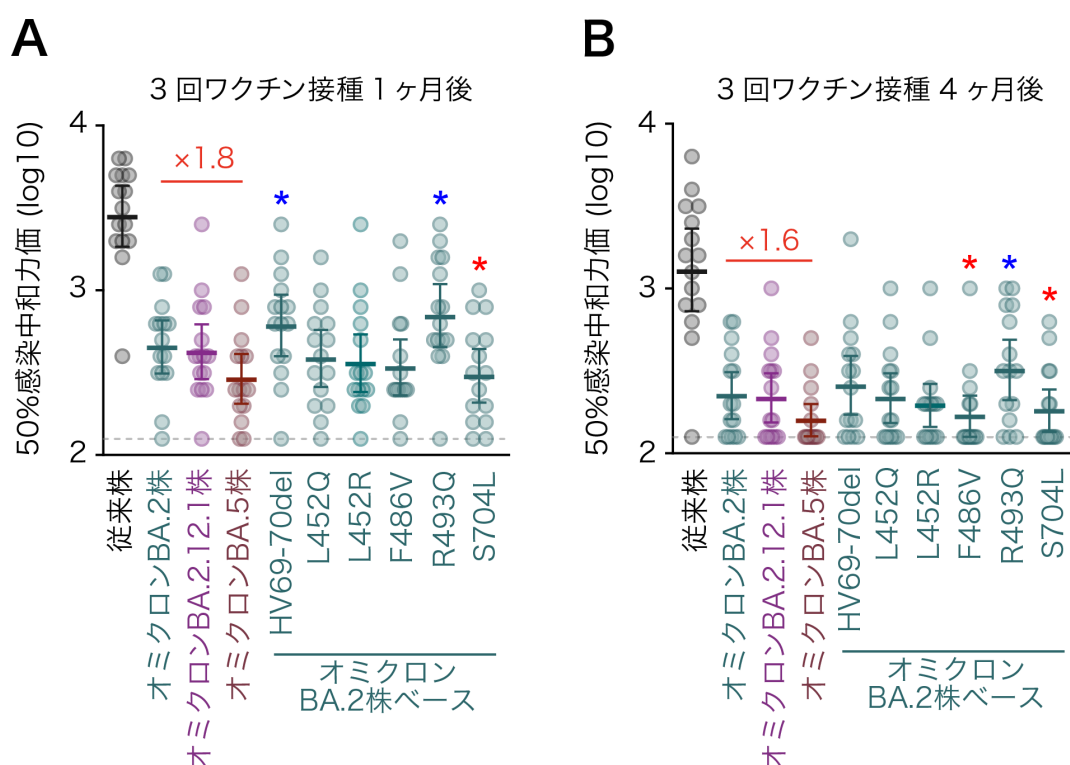 A
3 回ワクチン接種 1 ヶ月後
50%感染中和力価 (log10)
4
3
2
×1.8
*
*
*
従来株
オミクロンBA.2株
オミクロンBA.2.12.1株
オミクロンBA.5株
HV69-70del
L452Q
L452R
F486V
R493Q
S704L
オミクロン
BA.2株ベース
B
3 回ワクチン接種 4 ヶ月後
50%感染中和力価 (log10)
4
3
2
×1.6
*
*
*
従来株
オミクロンBA.2株
オミクロンBA.2.12.1株
オミクロンBA.5株
HV69-70del
L452Q
L452R
F486V
R493Q
S704L
オミクロン
BA.2株ベース